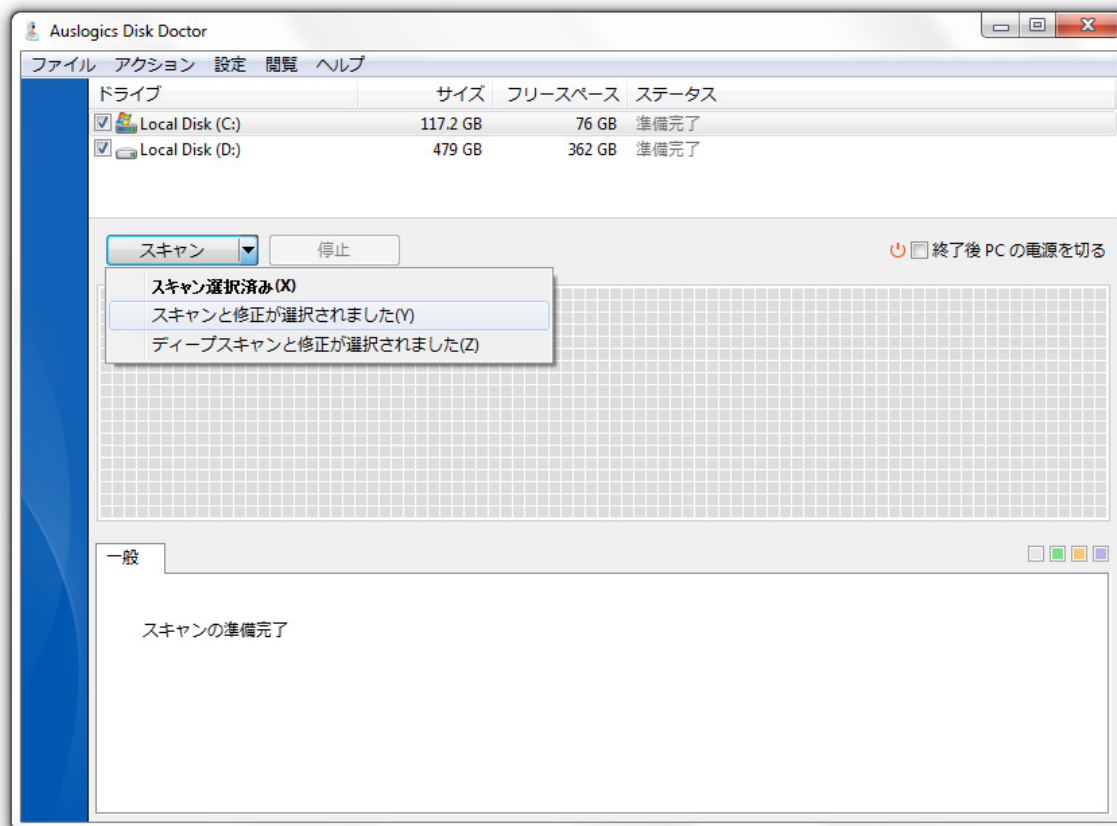 Auslogics Disk Doctor
ファイル アクション 設定 閲覧 ヘルプ
ドライブ サイズ フリースペース ステータス
Local Disk (C:) 117.2 GB 76 GB 準備完了
Local Disk (D:) 479 GB 362 GB 準備完了
スキャン 停止 終了後 PC の電源を切る
スキャン選択済み(X)
スキャンと修正が選択されました(Y)
ディープスキャンと修正が選択されました(Z)
一般
スキャンの準備完了